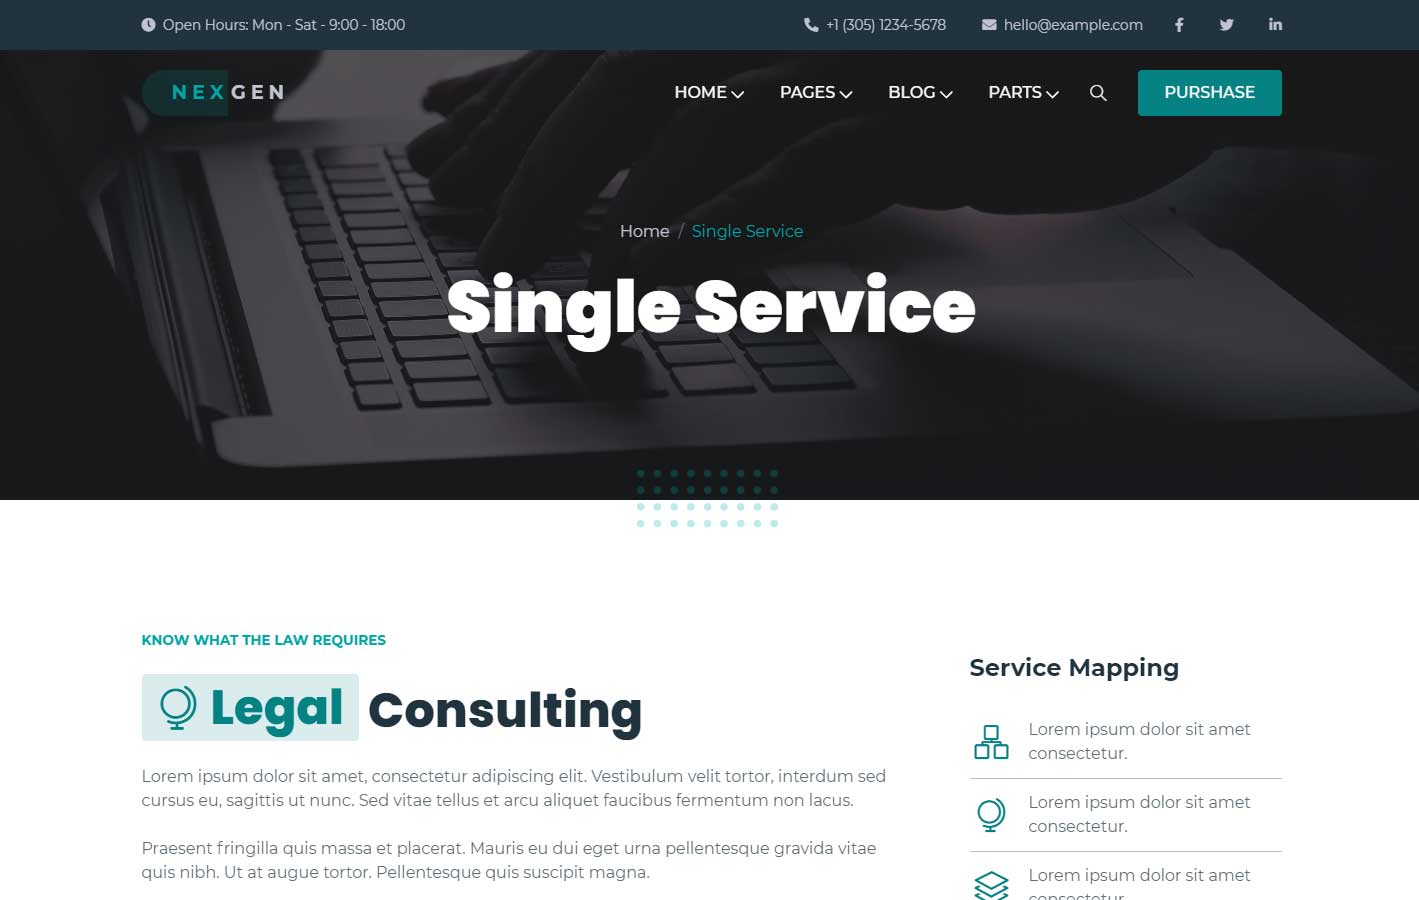 Open Hours: Mon - Sat - 9:00 - 18:00
+1 (305) 1234-5678
hello@example.com
NEXGEN
HOME
PAGES
BLOG
PARTS
PURSHASE
Home / Single Service
Single Service
KNOW WHAT THE LAW REQUIRES
Legal Consulting
Lorem ipsum dolor sit amet, consectetur adipiscing elit. Vestibulum velit tortor, interdum sed
cursus eu, sagittis ut nunc. Sed vitae tellus et arcu aliquet faucibus fermentum non lacus.
Praesent fringilla quis massa et placerat. Mauris eu dui eget urna pellentesque gravida vitae
quis nibh. Ut at augue tortor. Pellentesque quis suscipit magna.
Service Mapping
Lorem ipsum dolor sit amet
consectetur.
Lorem ipsum dolor sit amet
consectetur.
Lorem ipsum dolor sit amet
consectetur.